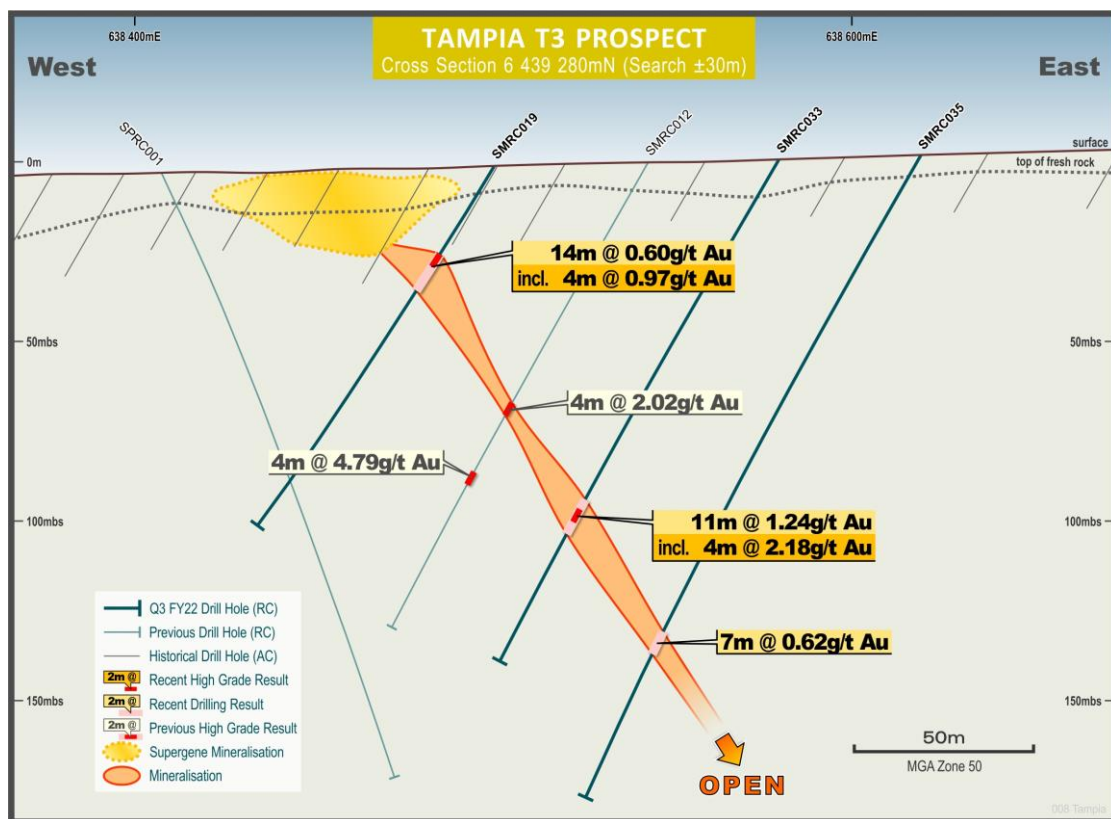 638 400mE
TAMPIA T3 PROSPECT
638 600mE
West
Cross Section 6 439 280mN (Search ±30m)
East
SPRC001
SMRC019
SMRC012
SMRC033
SMRC035
0m
surface
top of fresh rock
14m @ 0.60g/t Au
incl. 4m @ 0.97g/t Au
50mbs
50mbs
4m @ 2.02g/t Au
4m @ 4.79g/t Au
100mbs
11m @ 1.24g/t Au
100mbs
incl. 4m @ 2.18g/t Au
Q3 FY22 Drill Hole (RC)
Previous Drill Hole (RC)
Historical Drill Hole (AC)
2m @ Recent High Grade Result
2m @ Recent Drilling Result
2m @ Previous High Grade Result
Supergene Mineralisation
Mineralisation
7m @ 0.62g/t Au
150mbs
150mbs
50m
MGA Zone 50
OPEN
008 Tampia